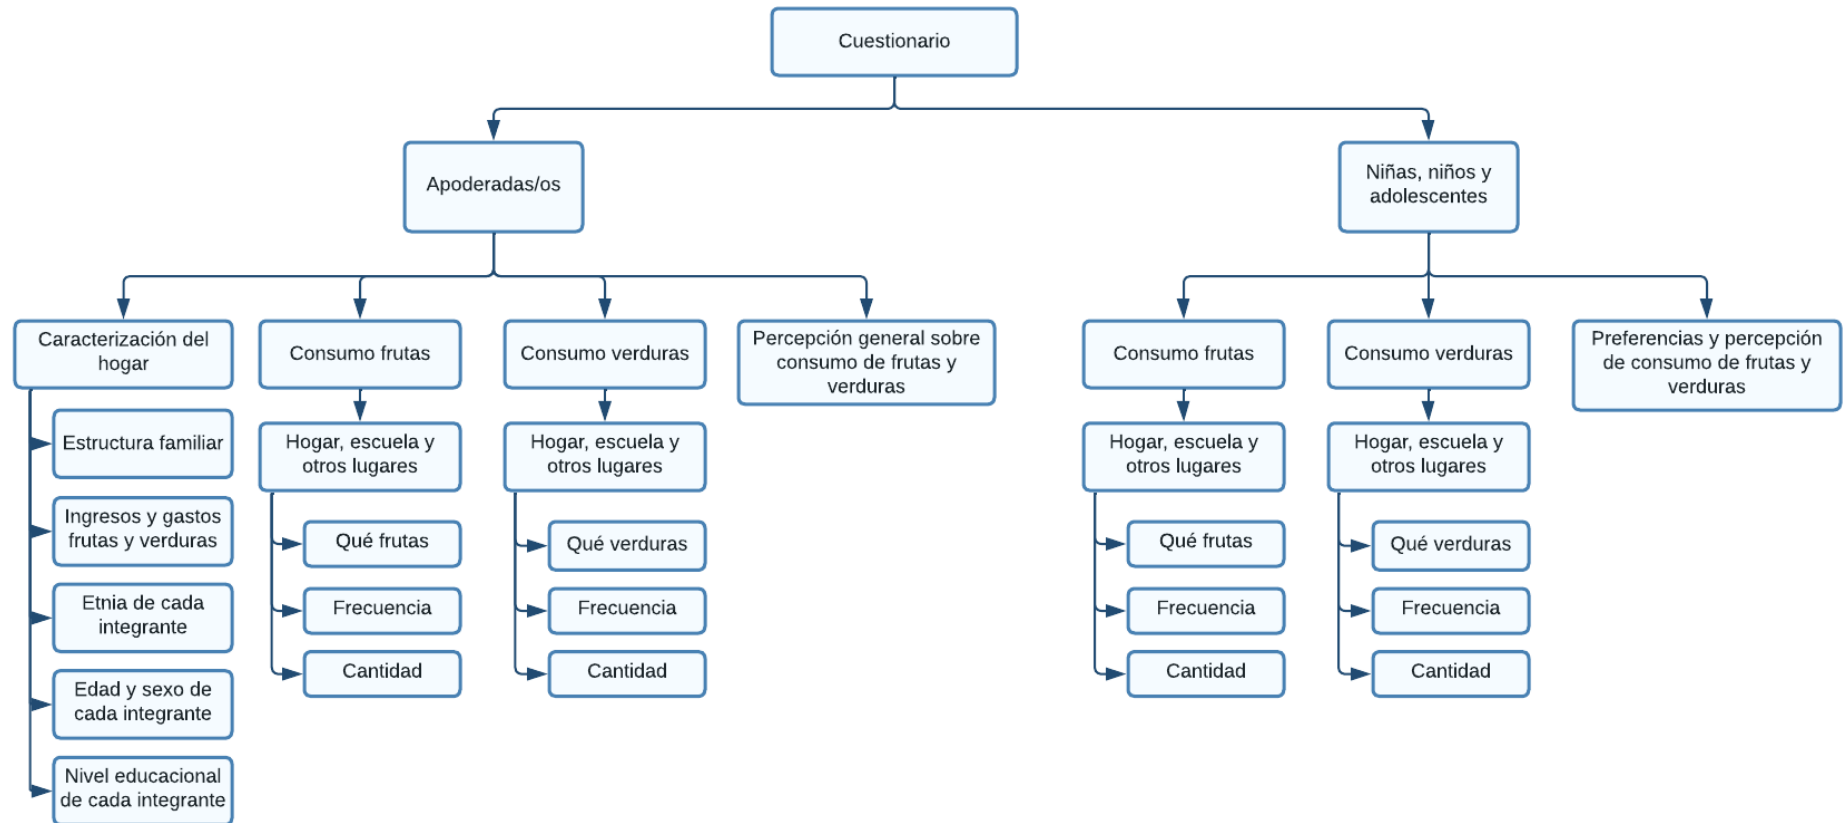 Cuestionario
Apoderadas/os
Niñas, niños y
adolescentes
Caracterización del
hogar
Consumo frutas
Consumo verduras
Percepción general sobre
consumo de frutas y
verduras
Consumo frutas
Consumo verduras
Preferencias y percepción
de consumo de frutas y
verduras
Estructura familiar
Ingresos y gastos
frutas y verduras
Etnia de cada
integrante
Edad y sexo de
cada integrante
Nivel educacional
de cada integrante
Hogar, escuela y
otros lugares
Qué frutas
Frecuencia
Cantidad
Hogar, escuela y
otros lugares
Qué verduras
Frecuencia
Cantidad
Hogar, escuela y
otros lugares
Qué frutas
Frecuencia
Cantidad
Hogar, escuela y
otros lugares
Qué verduras
Frecuencia
Cantidad